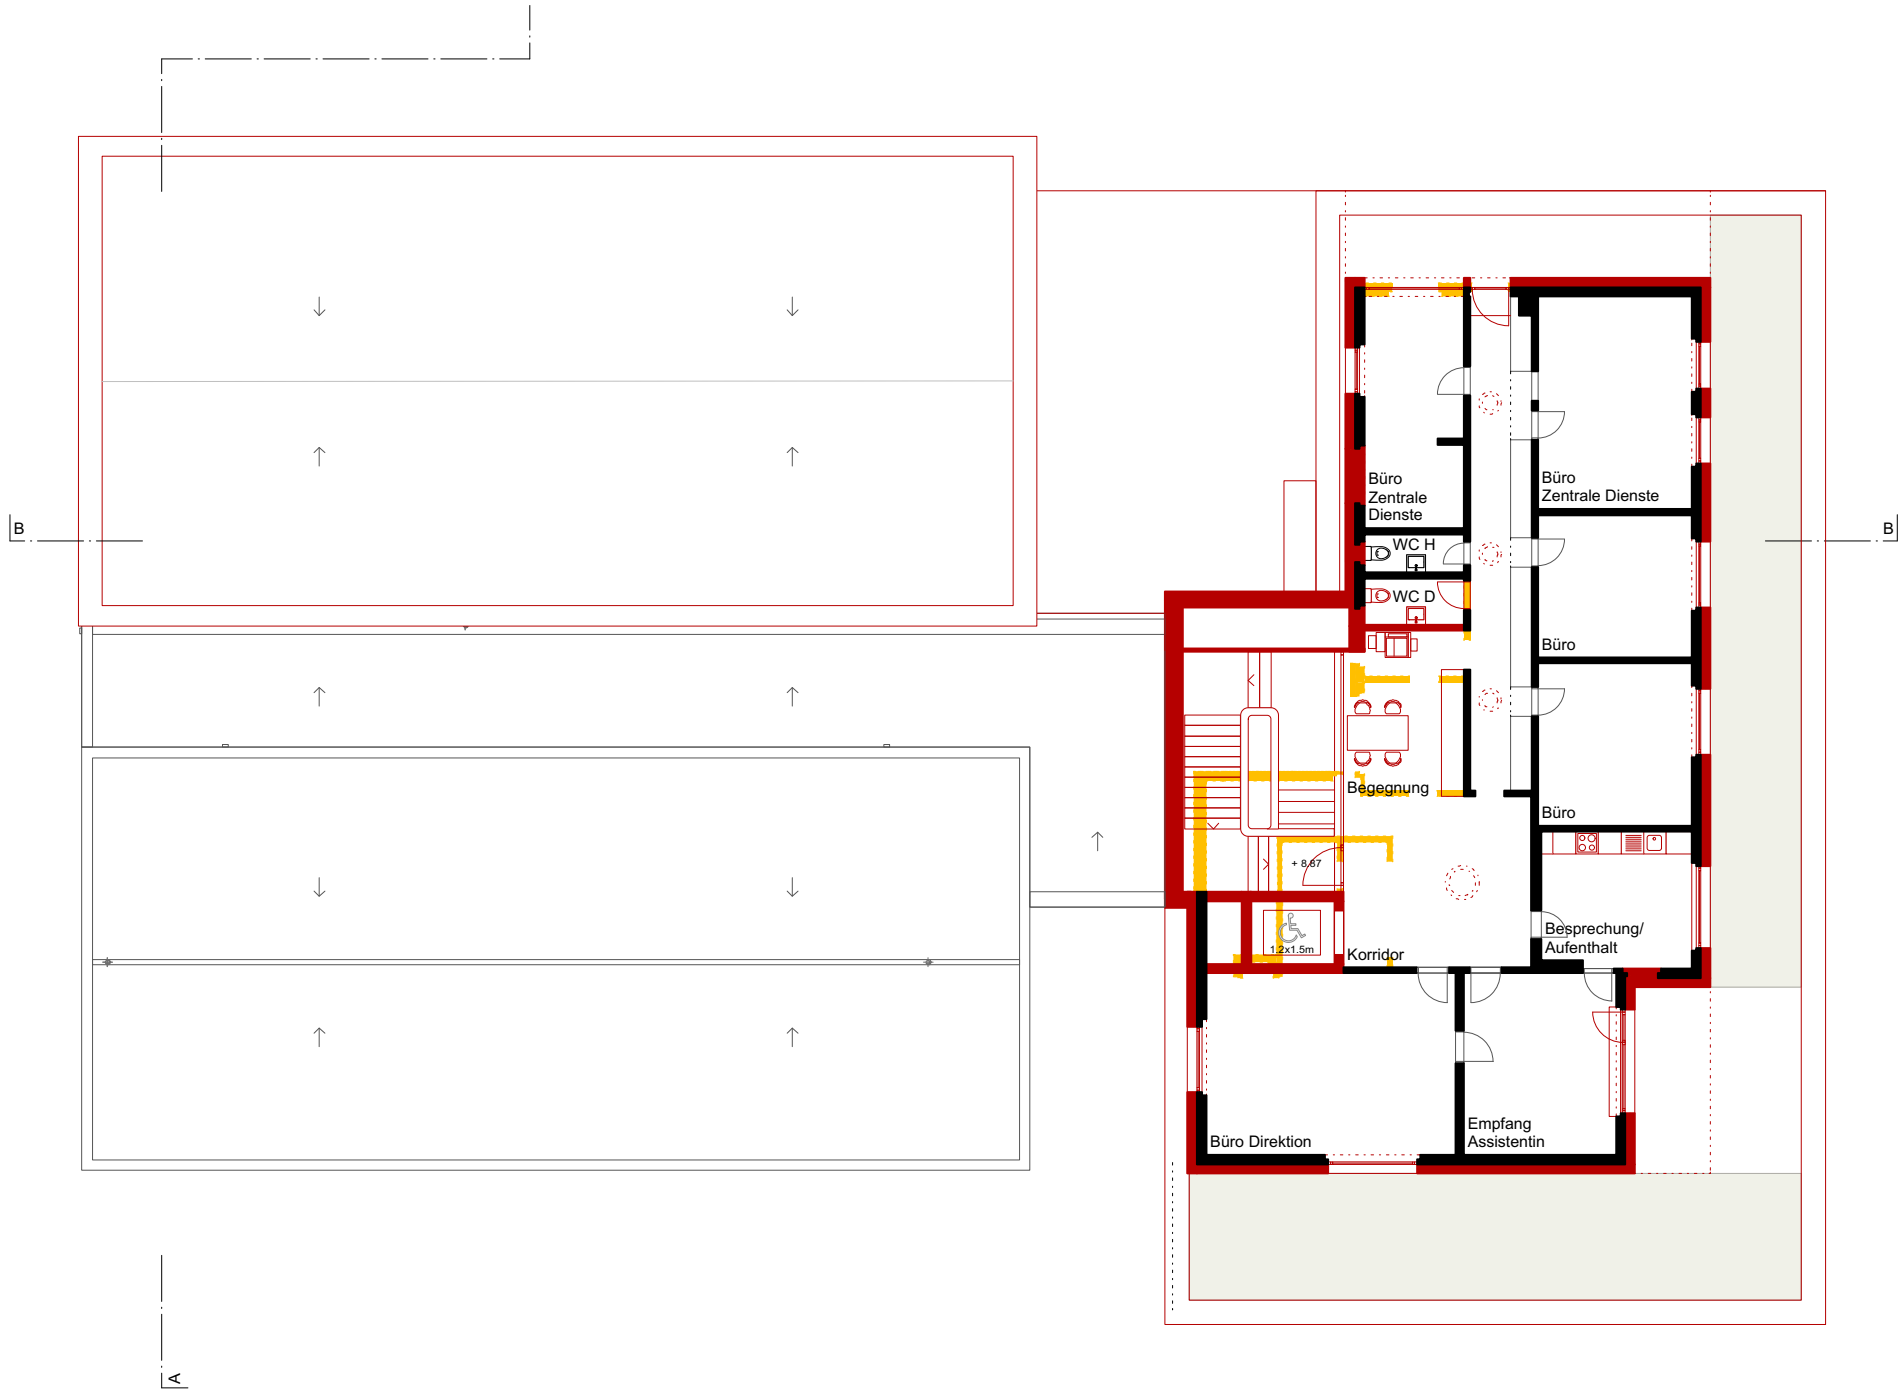 Büro
Zentrale
Dienste
Büro
Zentrale Dienste
B
B
WC H
WC D
Büro
Begegnung
Büro
+ 8.87
Besprechung/
Aufenthalt
1.2x1.5m
Korridor
Empfang
Assistentin
Büro Direktion
A